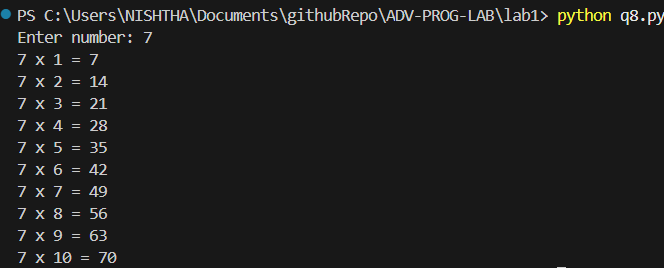 PS C:\Users\NISHTHA\Documents\githubRepo\ADV-PROG-LAB\lab1> python q8.py
Enter number: 7
7 x 1 = 7
7 x 2 = 14
7 x 3 = 21
7 x 4 = 28
7 x 5 = 35
7 x 6 = 42
7 x 7 = 49
7 x 8 = 56
7 x 9 = 63
7 x 10 = 70